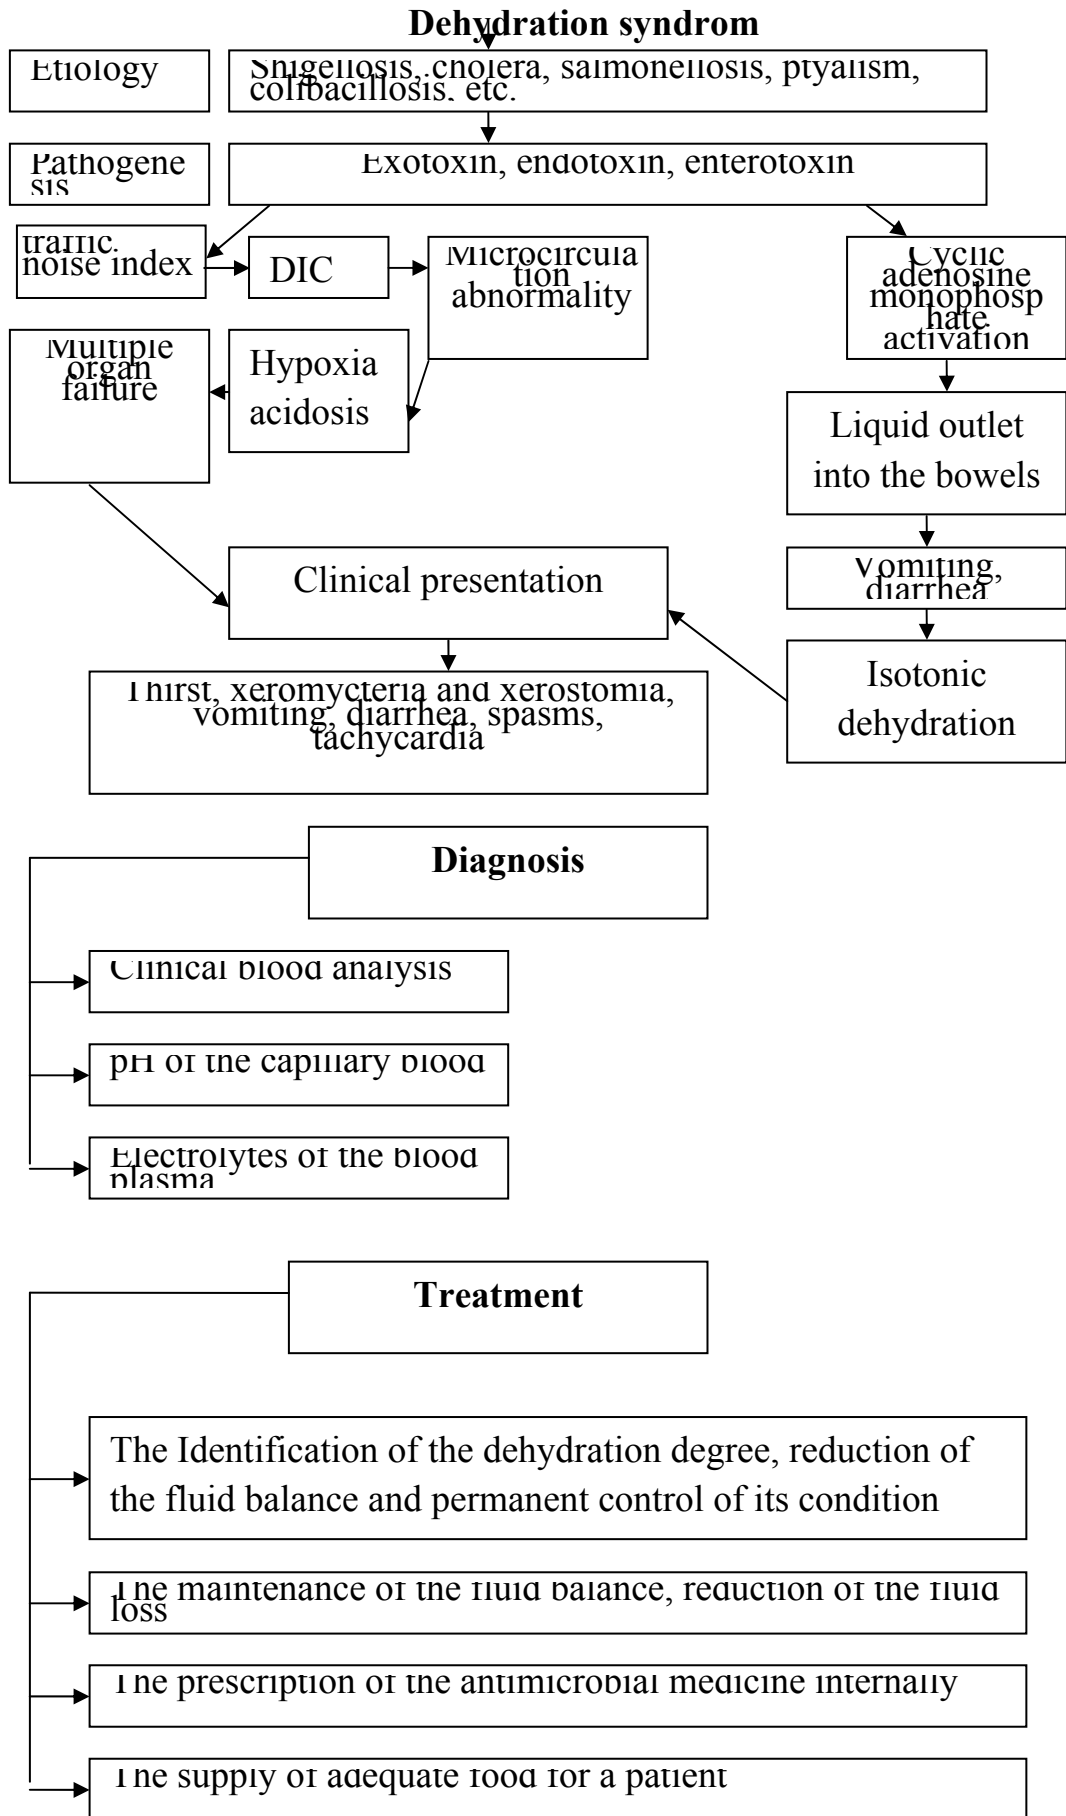 Dehydration syndrom
Etiology
Shigellosis, cholera, salmonellosis, ptyalism,
colibacillosis, etc.
Pathogene
sis
Exotoxin, endotoxin, enterotoxin
traffic
noise index
DIC
Microcircula
tion
abnormality
Cyclic
adenosine
monophosp
hate
activation
Multiple
organ
failure
Hypoxia
acidosis
Liquid outlet
into the bowels
Vomiting,
diarrhea
Clinical presentation
Isotonic
dehydration
Thirst, xeromycteria and xerostomia,
vomiting, diarrhea, spasms,
tachycardia
Diagnosis
Clinical blood analysis
pH of the capillary blood
Electrolytes of the blood
plasma
Treatment
The Identification of the dehydration degree, reduction of
the fluid balance and permanent control of its condition
The maintenance of the fluid balance, reduction of the fluid
loss
The prescription of the antimicrobial medicine internally
The supply of adequate food for a patient